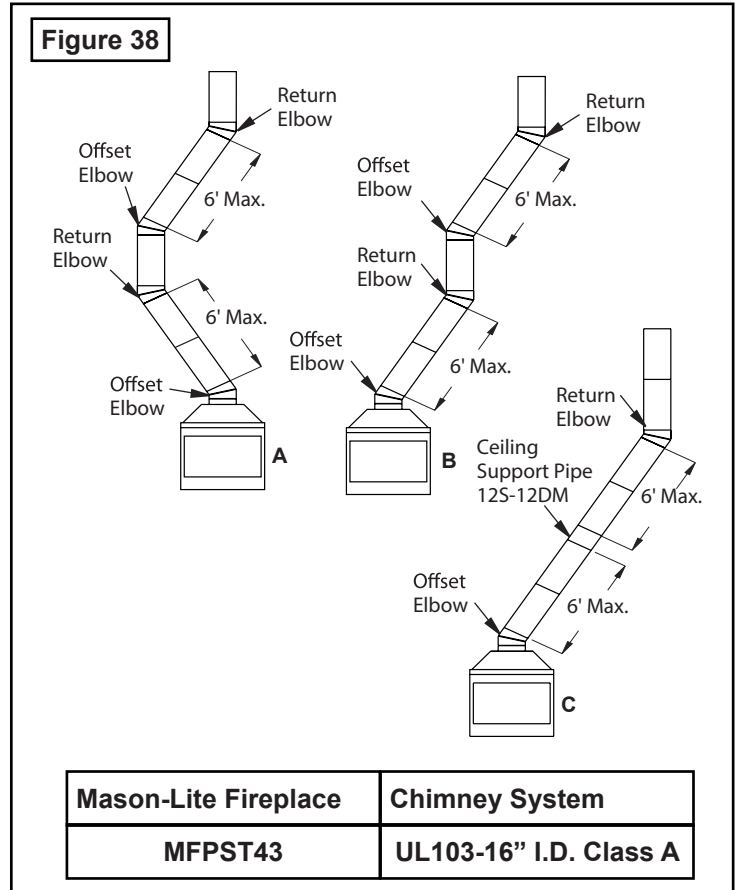 Figure 38
Return
Elbow
Offset
Elbow
6' Max.
Return
Elbow
6' Max.
Offset
Elbow
A
Return
Elbow
Offset
Elbow
6' Max.
Return
Elbow
Offset
Elbow
6' Max.
B
Return
Elbow
Ceiling
Support Pipe
12S-12DM
6' Max.
Offset
Elbow
6' Max.
C
Mason-Lite Fireplace Chimney System
MFPST43 UL103-16” I.D. Class A